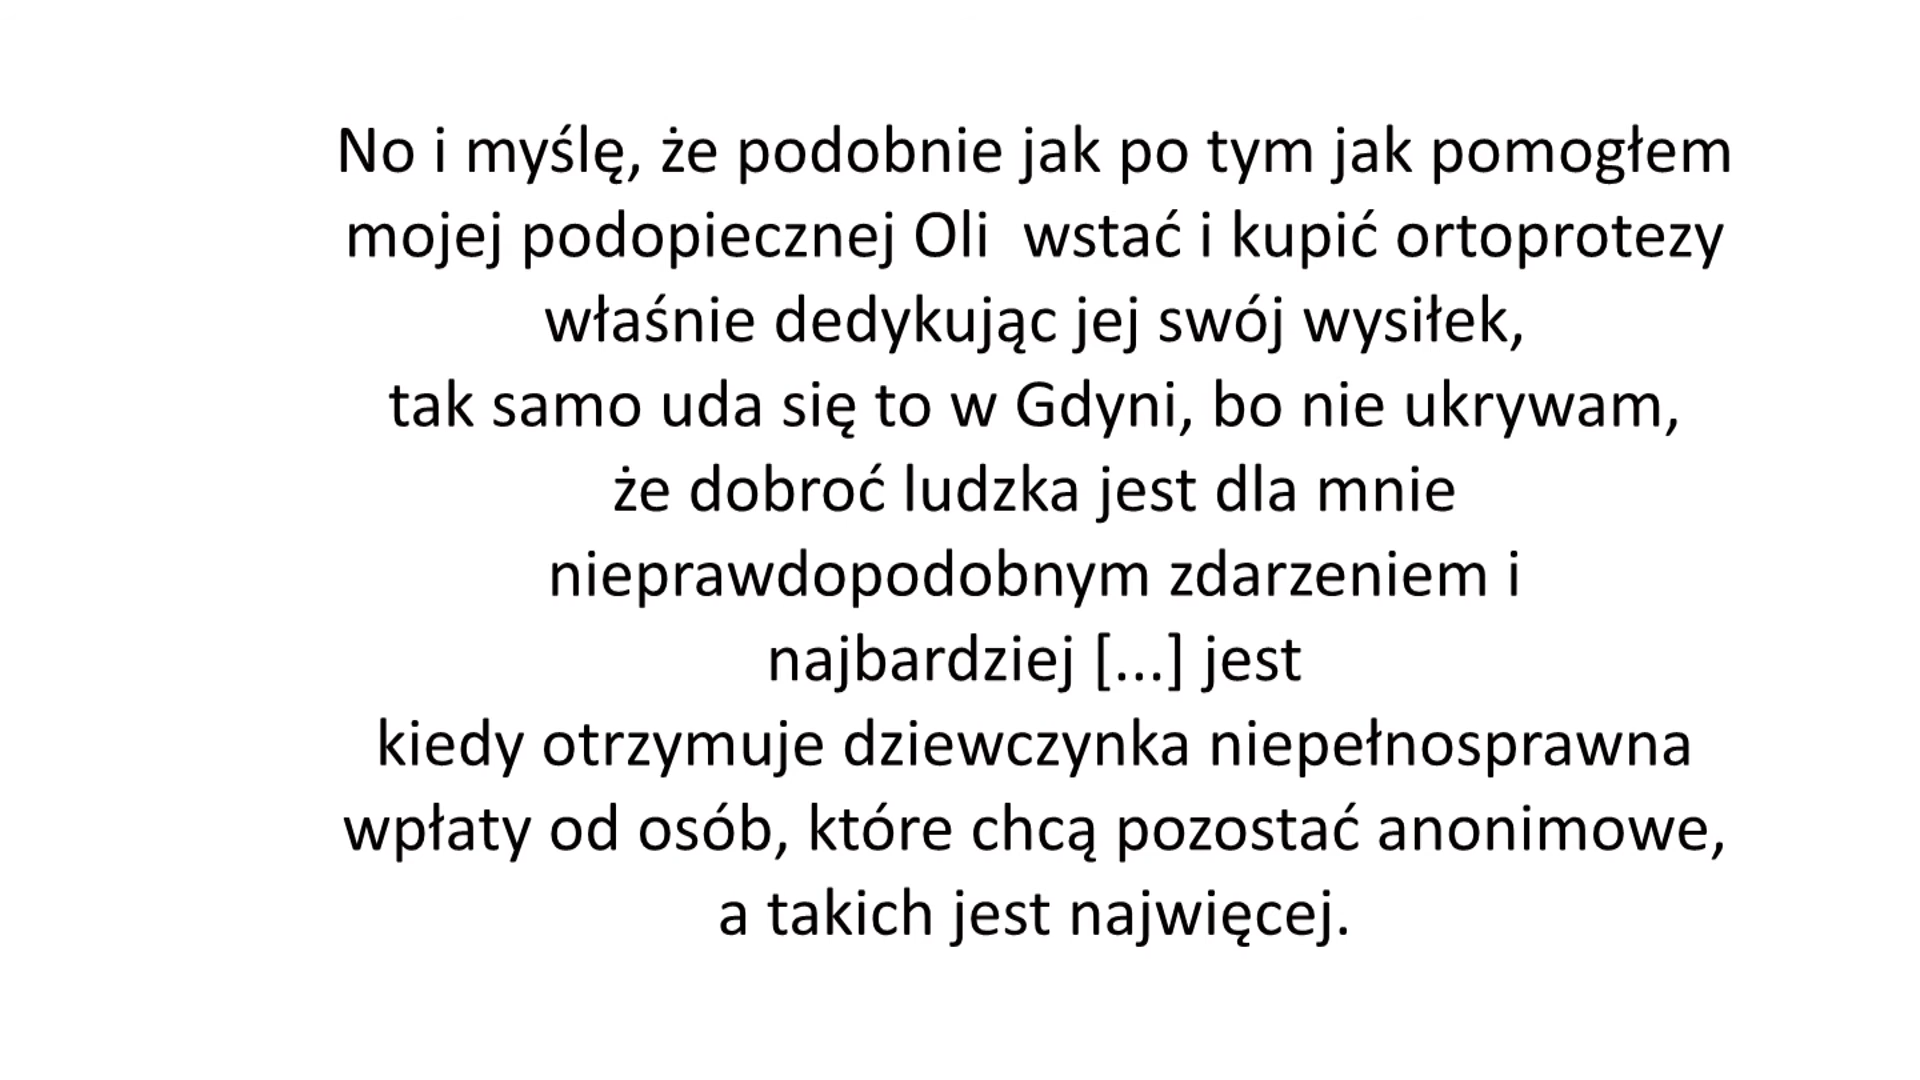 No i myślę, że podobnie jak po tym jak pomogłem
mojej podopiecznej Oli  wstać i kupić ortoprotezy
właśnie dedykując jej swój wysiłek,
tak samo uda się to w Gdyni, bo nie ukrywam,
że dobroć ludzka jest dla mnie
nieprawdopodobnym zdarzeniem i
najbardziej [...] jest
kiedy otrzymuje dziewczynka niepełnosprawna
wpłaty od osób, które chcą pozostać anonimowe,
a takich jest najwięcej.